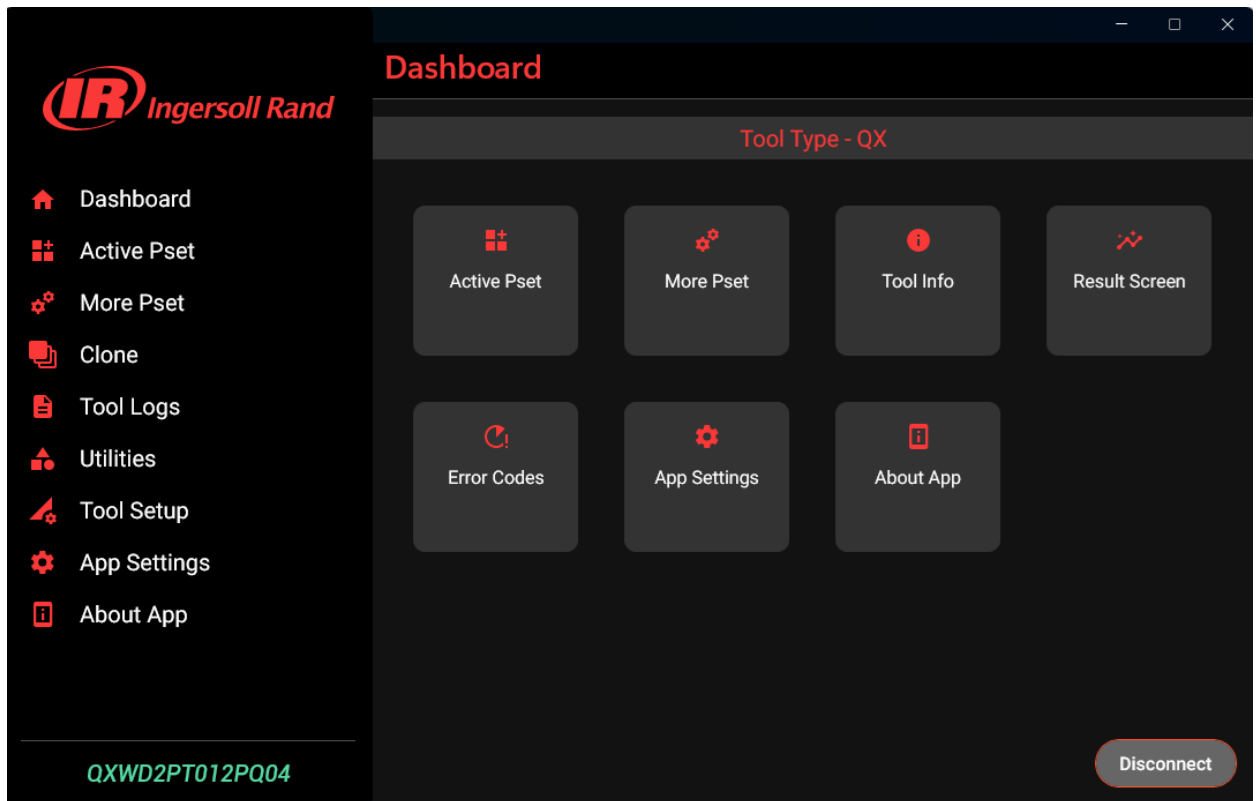 IR Ingersoll Rand
Dashboard
Active Pset
More Pset
Clone
Tool Logs
Utilities
Tool Setup
App Settings
About App
QXWD2PT012PQ04
Dashboard
Tool Type - QX
Active Pset
More Pset
Tool Info
Result Screen
Error Codes
App Settings
About App
Disconnect